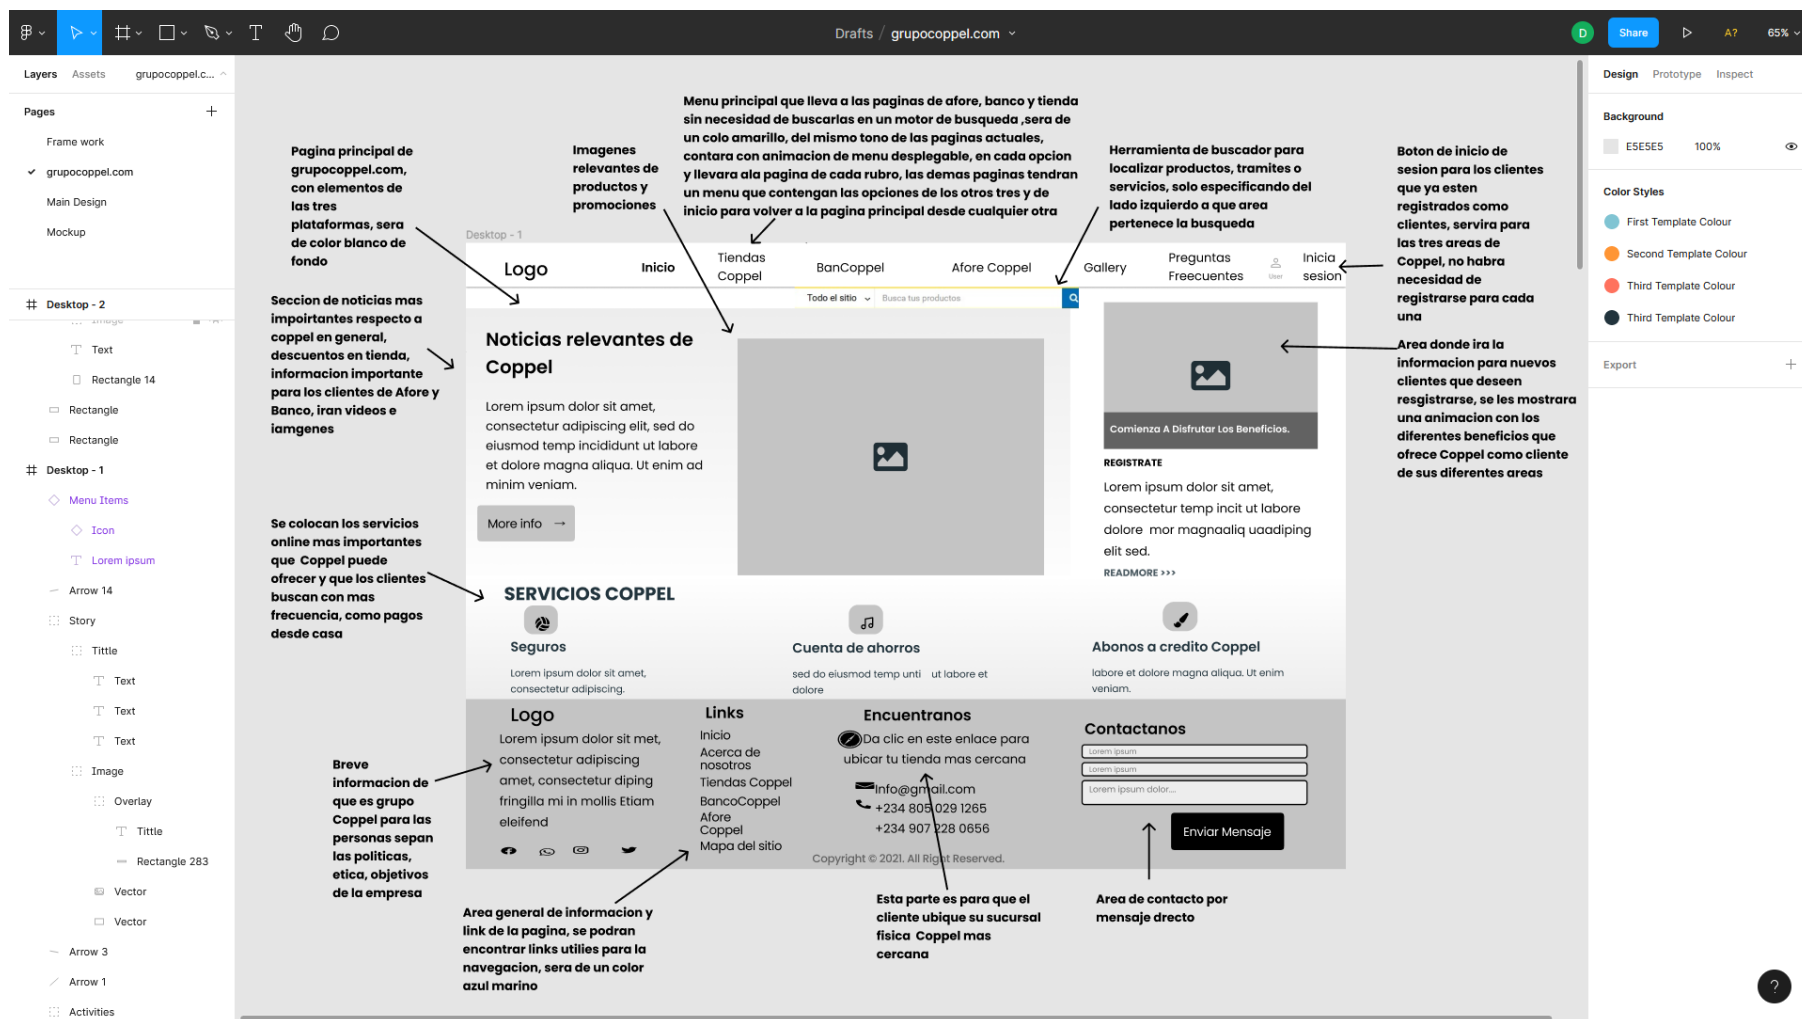 Drafts / grupocoppel.com
D
Share
A?
65%
Layers
Assets
grupocoppel.c...
Pages
Frame work
grupocoppel.com
Main Design
Mockup
Desktop - 2
Image
Text
Rectangle 14
Rectangle
Rectangle
Desktop - 1
Menu Items
Icon
Lorem ipsum
Arrow 14
Story
Tittle
Text
Text
Text
Image
Overlay
Tittle
Rectangle 283
Vector
Vector
Arrow 3
Arrow 1
Activities
Pagina principal de
grupocoppel.com,
con elementos de
las tres
plataformas, sera
de color blanco de
fondo
Imagenes
relevantes de
productos y
promociones
Menu principal que lleva a las paginas de afore, banco y tienda
sin necesidad de buscarlas en un motor de busqueda ,sera de
un colo amarillo, del mismo tono de las paginas actuales,
contara con animacion de menu desplegable, en cada opcion
y llevara ala pagina de cada rubro, las demas paginas tendran
un menu que contengan las opciones de los otros tres y de
inicio para volver a la pagina principal desde cualquier otra
Herramienta de buscador para
localizar productos, tramites o
servicios, solo especificando del
lado izquierdo a que area
pertenece la busqueda
Boton de inicio de
sesion para los clientes
que ya esten
registrados como
clientes, servira para
las tres areas de
Coppel, no habra
necesidad de
registrarse para cada
una
Area donde ira la
informacion para nuevos
clientes que deseen
resgistrarse, se les mostrara
una animacion con los
diferentes beneficios que
ofrece Coppel como cliente
de sus diferentes areas
Seccion de noticias mas
impoirtantes respecto a
coppel en general,
descuentos en tienda,
informacion importante
para los clientes de Afore y
Banco, iran videos e
iamgenes
Se colocan los servicios
online mas importantes
que Coppel puede
ofrecer y que los clientes
buscan con mas
frecuencia, como pagos
desde casa
Breve
informacion de
que es grupo
Coppel para las
personas sepan
las politicas,
etica, objetivos
de la empresa
Desktop - 1
Logo
Inicio
Tiendas
Coppel
BanCoppel
Afore Coppel
Gallery
Preguntas
Freecuentes
User
Inicia
sesion
Todo el sitio
Busca tus productos
Noticias relevantes de
Coppel
Lorem ipsum dolor sit amet,
consectetur adipiscing elit, sed do
eiusmod temp incididunt ut labore
et dolore magna aliqua. Ut enim ad
minim veniam.
More info →
Comienza A Disfrutar Los Beneficios.
REGISTRATE
Lorem ipsum dolor sit amet,
consectetur temp incit ut labore
dolore mor magnaaliq uaadiping
elit sed.
READMORE >>>
SERVICIOS COPPEL
Seguros
Lorem ipsum dolor sit amet,
consectetur adipiscing.
Cuenta de ahorros
sed do eiusmod temp unti ut labore et
dolore
Abonos a credito Coppel
labore et dolore magna aliqua. Ut enim
veniam.
Logo
Lorem ipsum dolor sit met,
consectetur adipiscing
amet, consectetur diping
fringilla mi in mollis Etiam
eleifend
Links
Inicio
Acerca de
nosotros
Tiendas Coppel
BancoCoppel
Afore
Coppel
Mapa del sitio
Encuentranos
Da clic en este enlace para
ubicar tu tienda mas cercana
Info@gmail.com
+234 805 029 1265
+234 907 228 0656
Copyright © 2021. All Right Reserved.
Contactanos
Lorem ipsum
Lorem ipsum
Lorem ipsum dolor....
Enviar Mensaje
Area general de informacion y
link de la pagina, se podran
encontrar links utilies para la
navegacion, sera de un color
azul marino
Esta parte es para que el
cliente ubique su sucursal
fisica Coppel mas
cercana
Area de contacto por
mensaje drecto
Design
Prototype
Inspect
Background
E5E5E5
100%
Color Styles
First Template Colour
Second Template Colour
Third Template Colour
Third Template Colour
Export
?